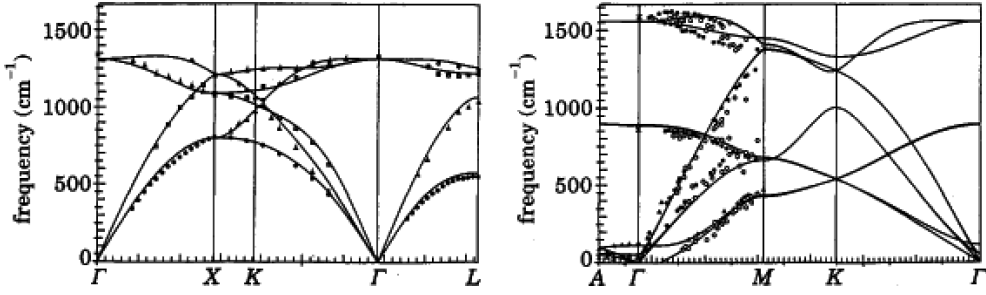 frequency (cm⁻¹)
1500
1000
500
0
Γ X K Γ L
frequency (cm⁻¹)
1500
1000
500
0
A Γ M K Γ